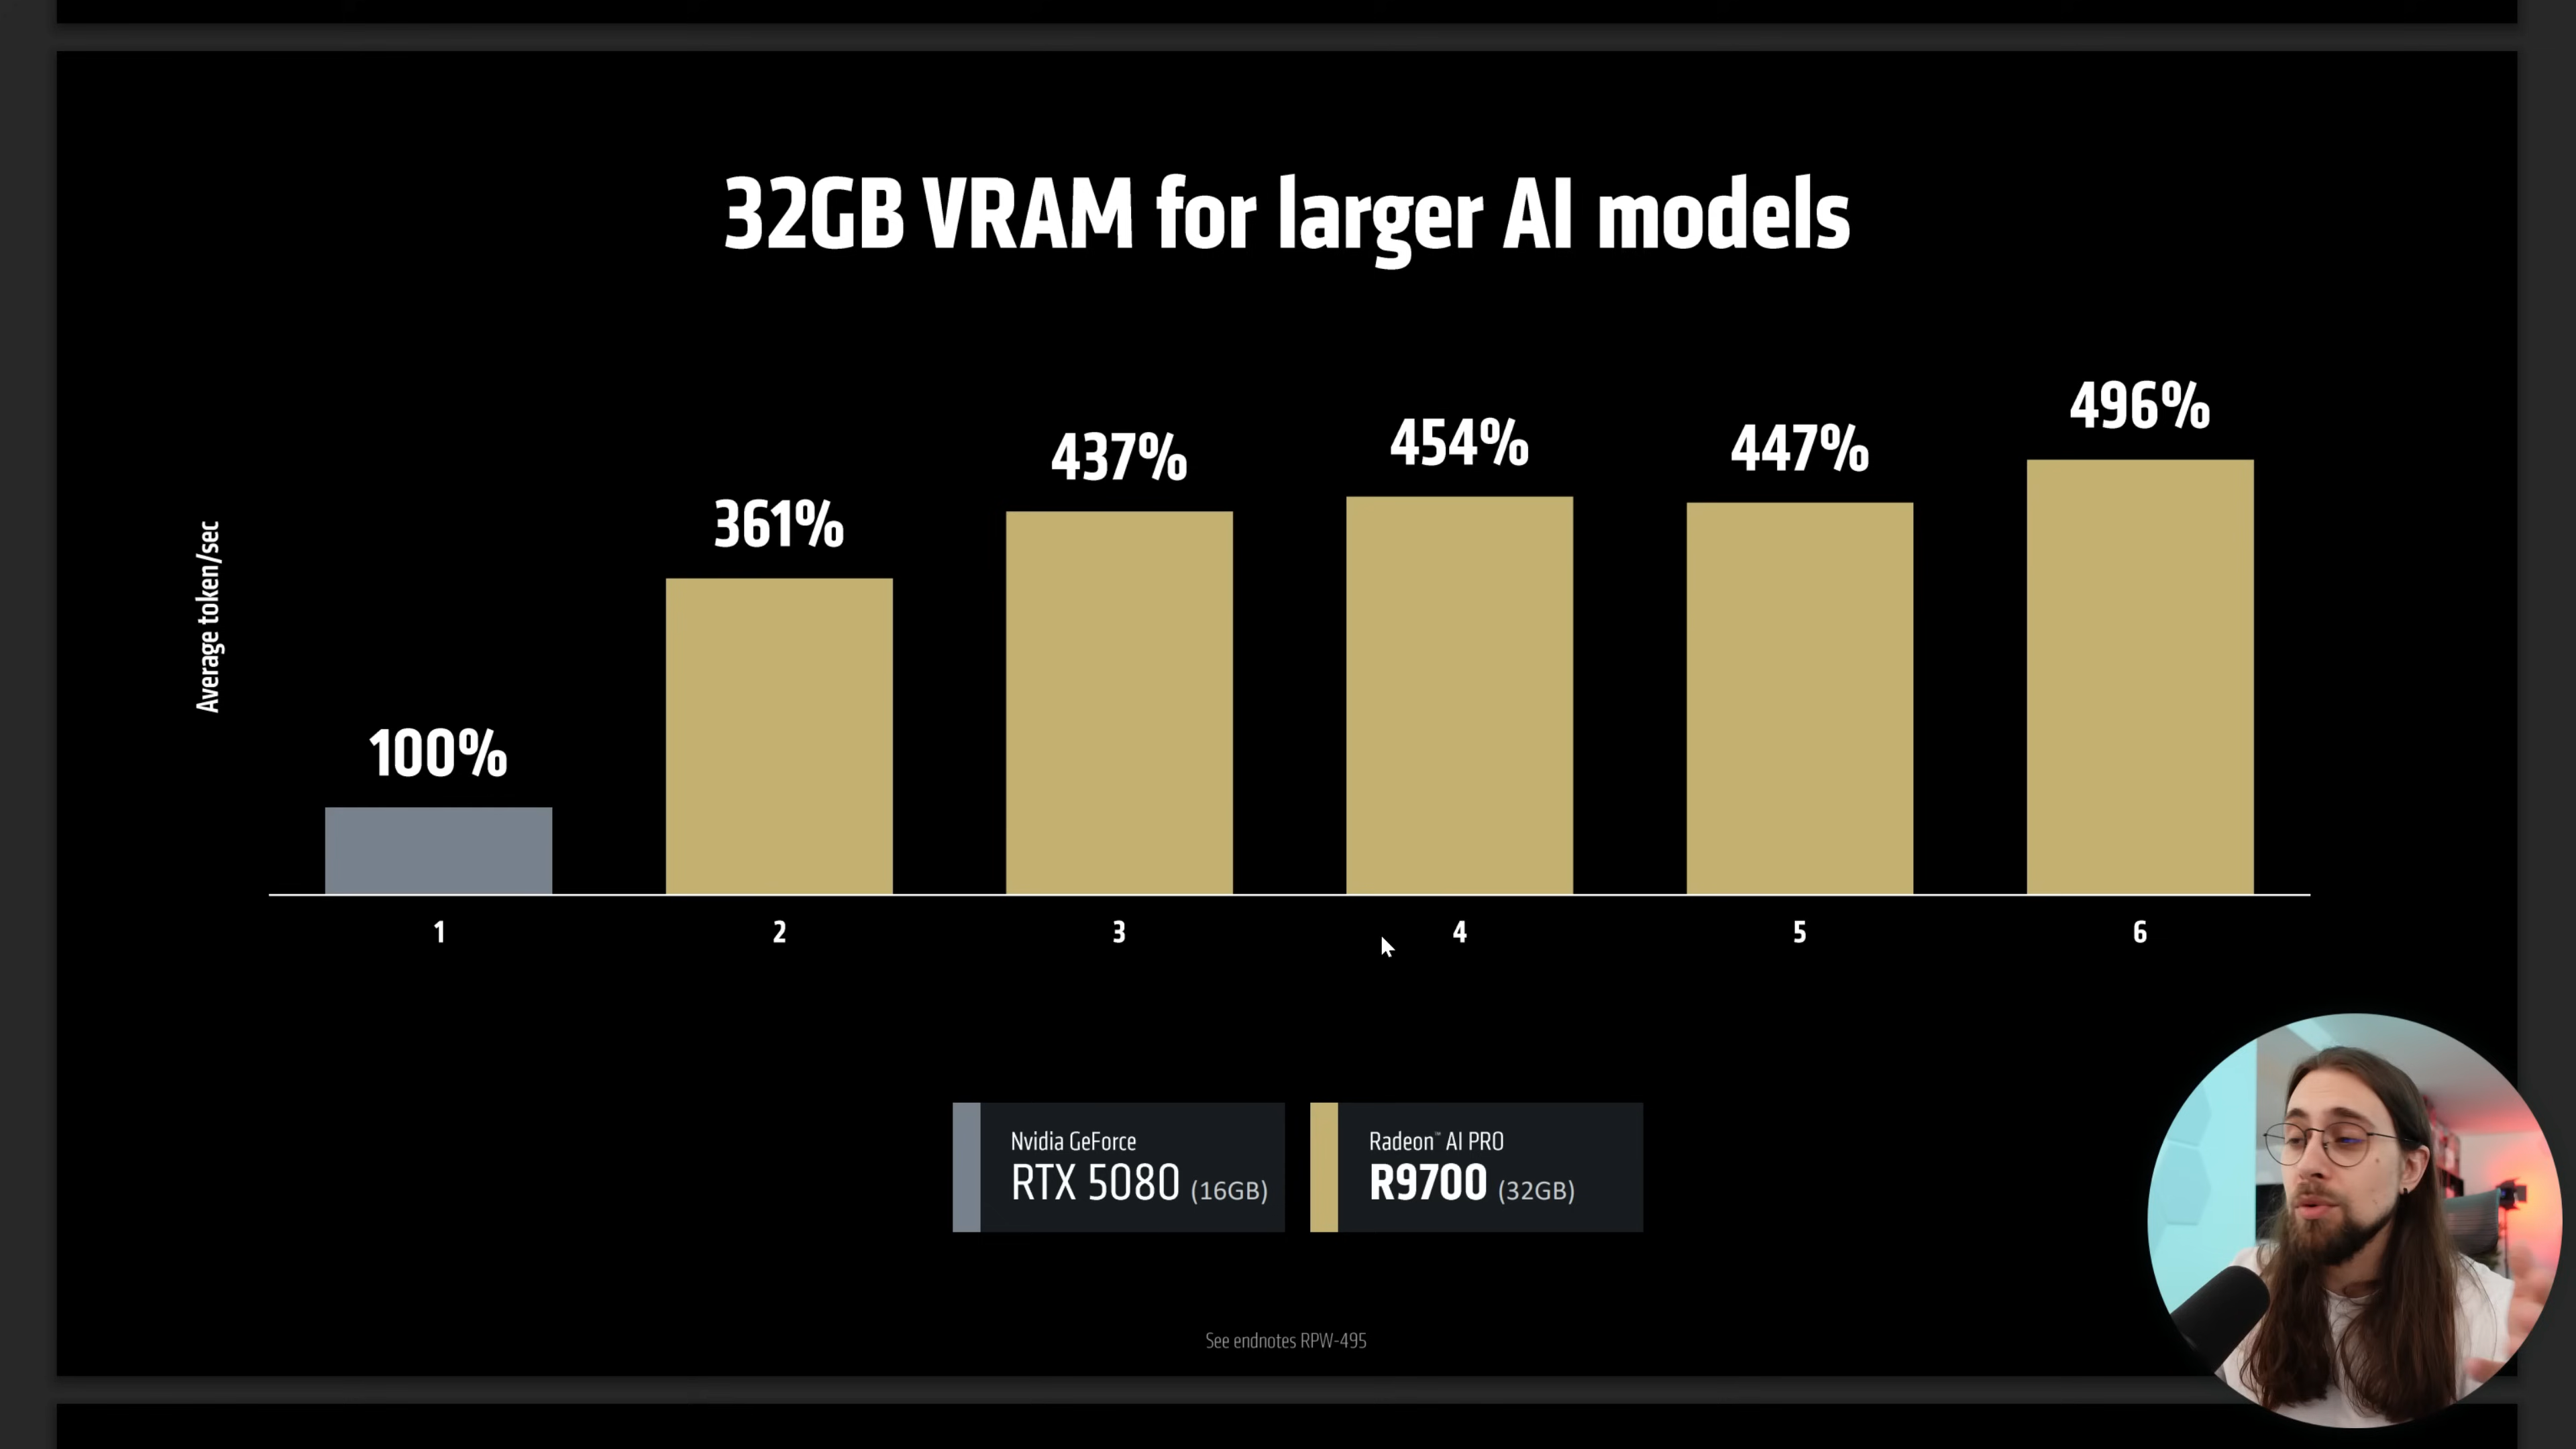 32GB VRAM for larger AI models
Average token/sec
100%
361%
437%
454%
447%
496%
1
2
3
4
5
6
Nvidia GeForce
RTX 5080 (16GB)
Radeon™ AI PRO
R9700 (32GB)
See endnotes RPW-495